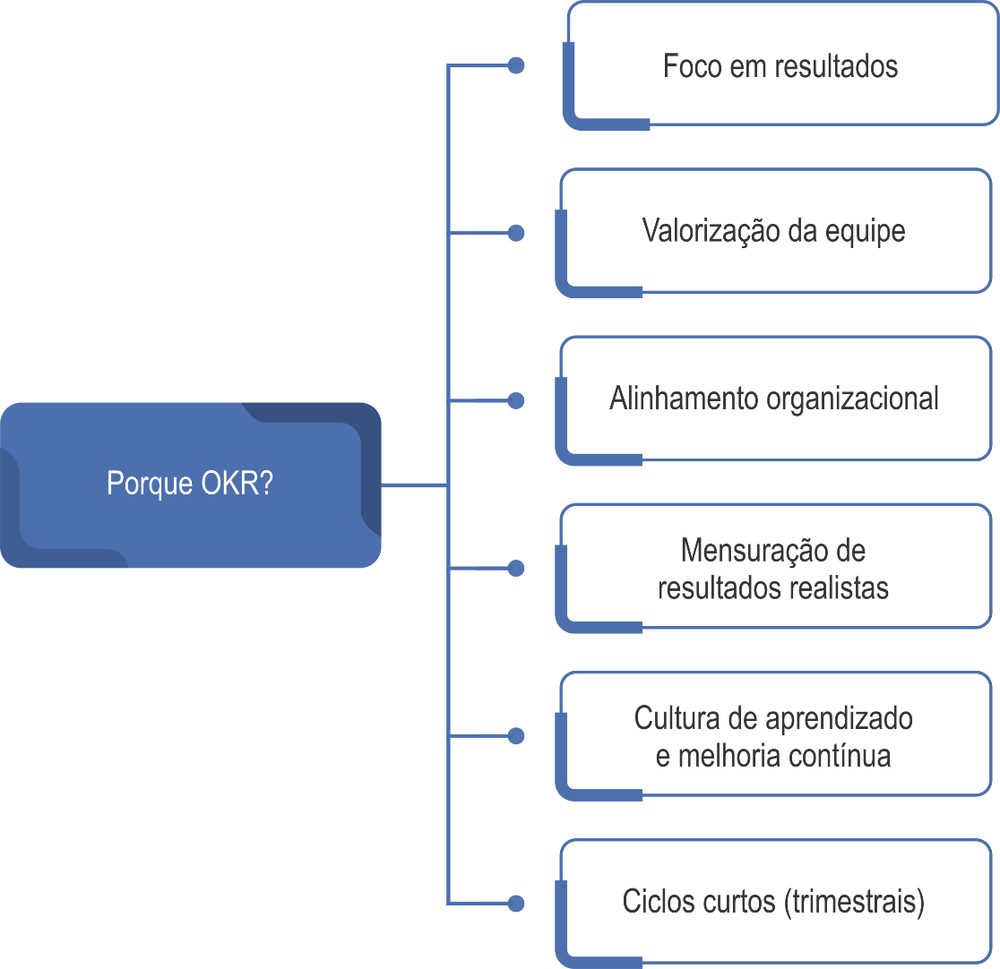 Foco em resultados
Valorização da equipe
Alinhamento organizacional
Porque OKR?
Mensuração de
resultados realistas
Cultura de aprendizado
e melhoria contínua
Ciclos curtos (trimestrais)